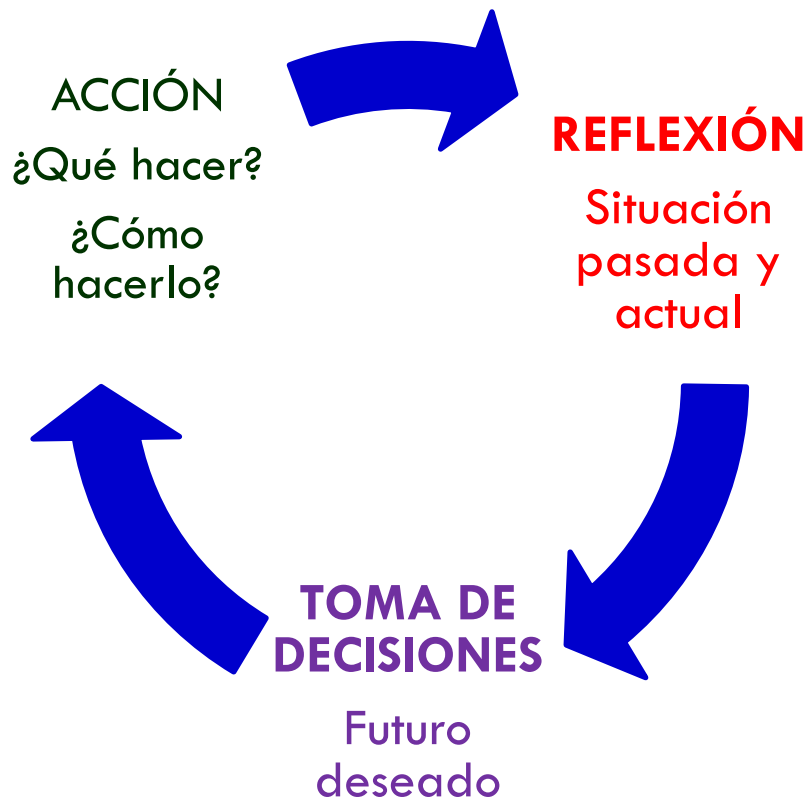 ACCIÓN
¿Qué hacer?
¿Cómo
hacerlo?
REFLEXIÓN
Situación
pasada y
actual
TOMA DE
DECISIONES
Futuro
deseado